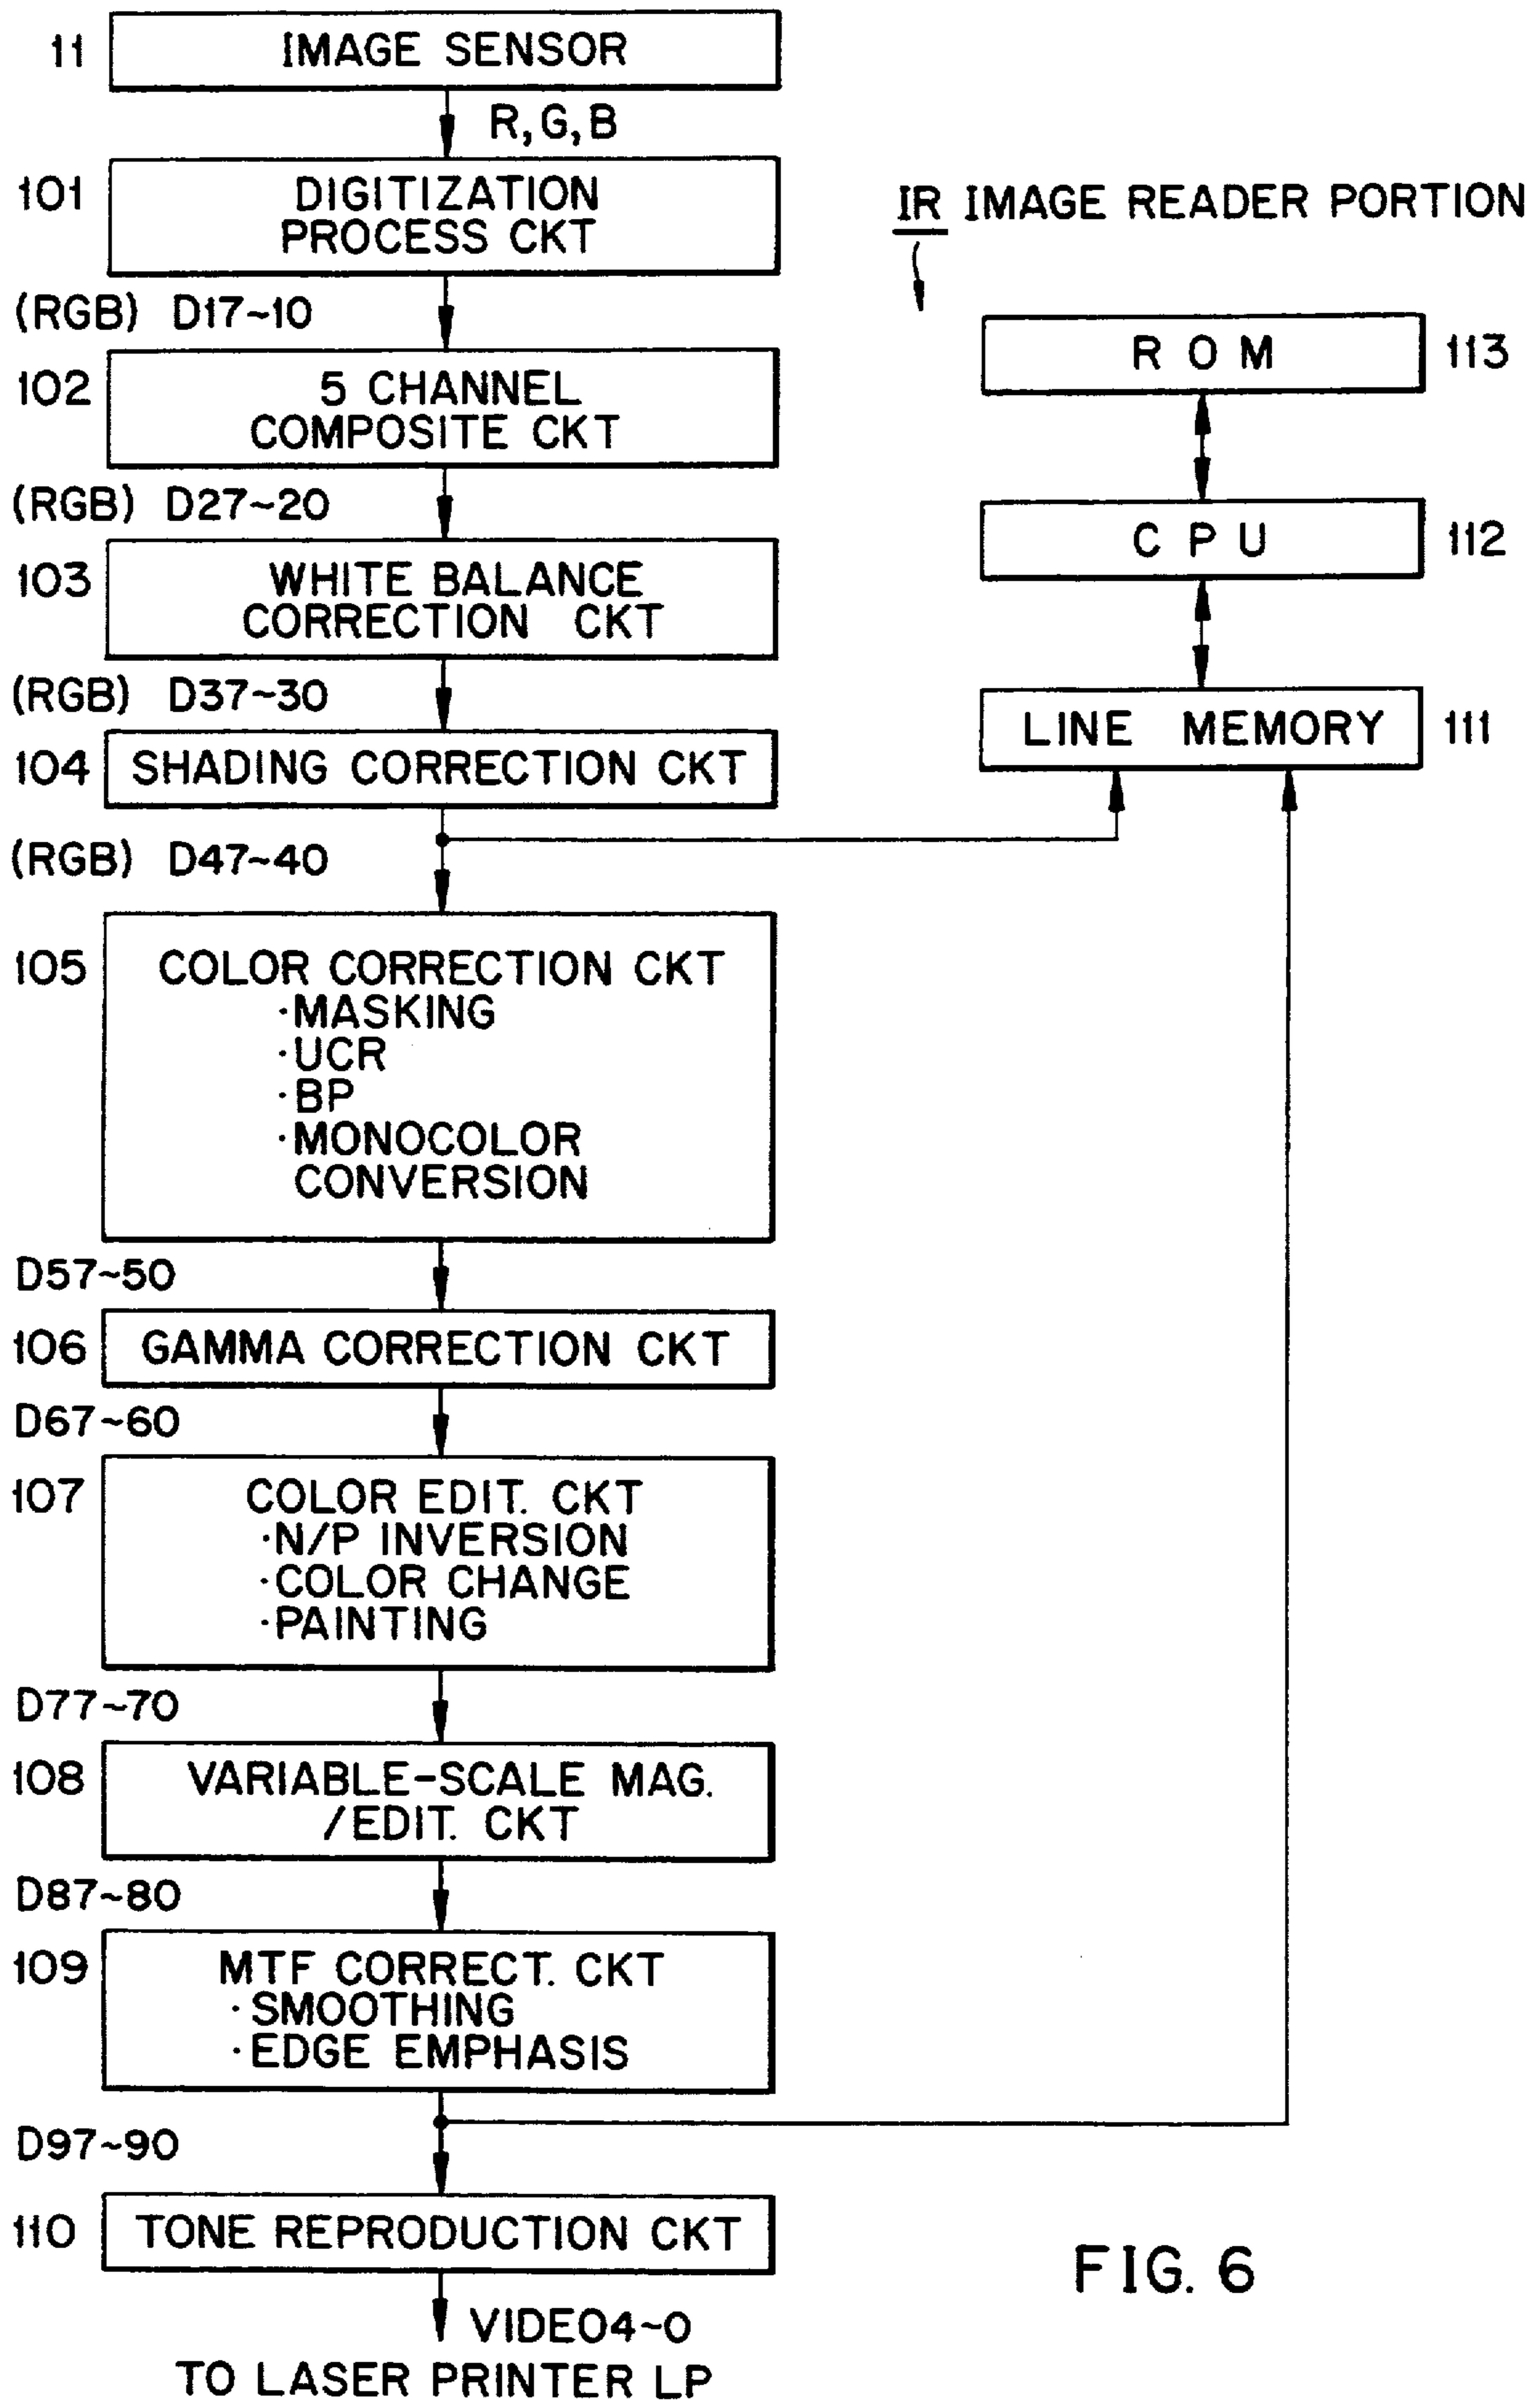 11
IMAGE SENSOR
R, G, B
101
DIGITIZATION
PROCESS CKT
IR IMAGE READER PORTION
(RGB) D17~10
102
5 CHANNEL
COMPOSITE CKT
ROM
113
(RGB) D27~20
103
WHITE BALANCE
CORRECTION CKT
CPU
112
(RGB) D37~30
104
SHADING CORRECTION CKT
LINE MEMORY
111
(RGB) D47~40
105
COLOR CORRECTION CKT
·MASKING
·UCR
·BP
·MONOCOLOR
CONVERSION
D57~50
106
GAMMA CORRECTION CKT
D67~60
107
COLOR EDIT. CKT
·N/P INVERSION
·COLOR CHANGE
·PAINTING
D77~70
108
VARIABLE-SCALE MAG.
/EDIT. CKT
D87~80
109
MTF CORRECT. CKT
·SMOOTHING
·EDGE EMPHASIS
D97~90
110
TONE REPRODUCTION CKT
VIDEO4~0
TO LASER PRINTER LP
FIG. 6